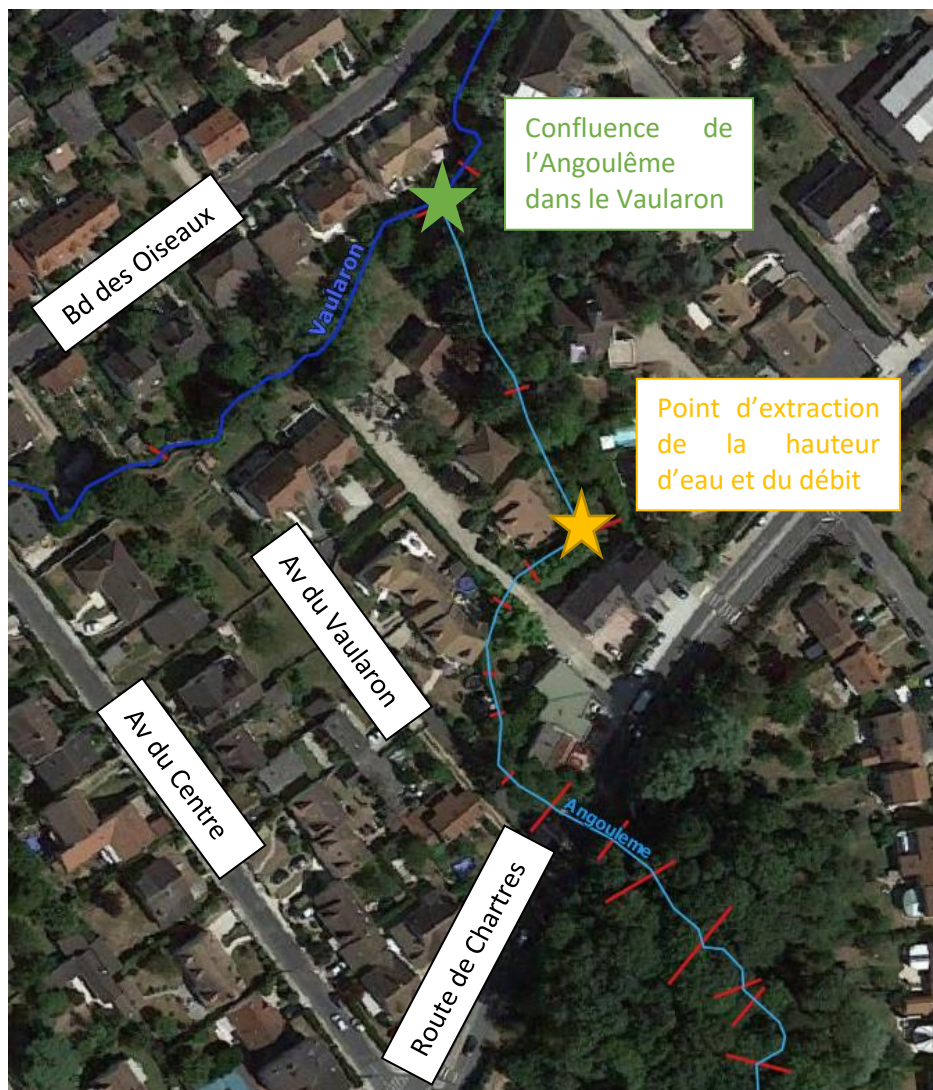 Confluence de
l'Angoulême
dans le Vaularon
Bd des Oiseaux
Vaularon
Point d'extraction
de la hauteur
d'eau et du débit
Av du Vaularon
Av du Centre
Angouleme
Route de Chartres